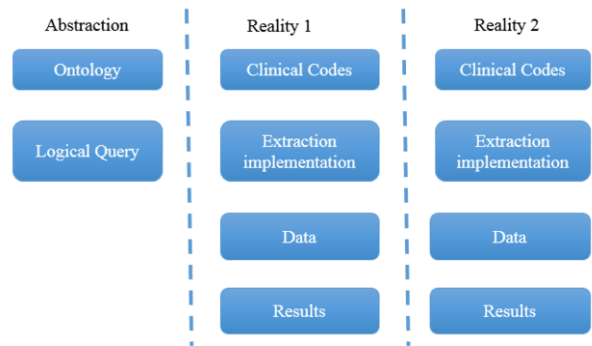 Abstraction
Reality 1
Reality 2
Ontology
Clinical Codes
Clinical Codes
Logical Query
Extraction
implementation
Extraction
implementation
Data
Data
Results
Results